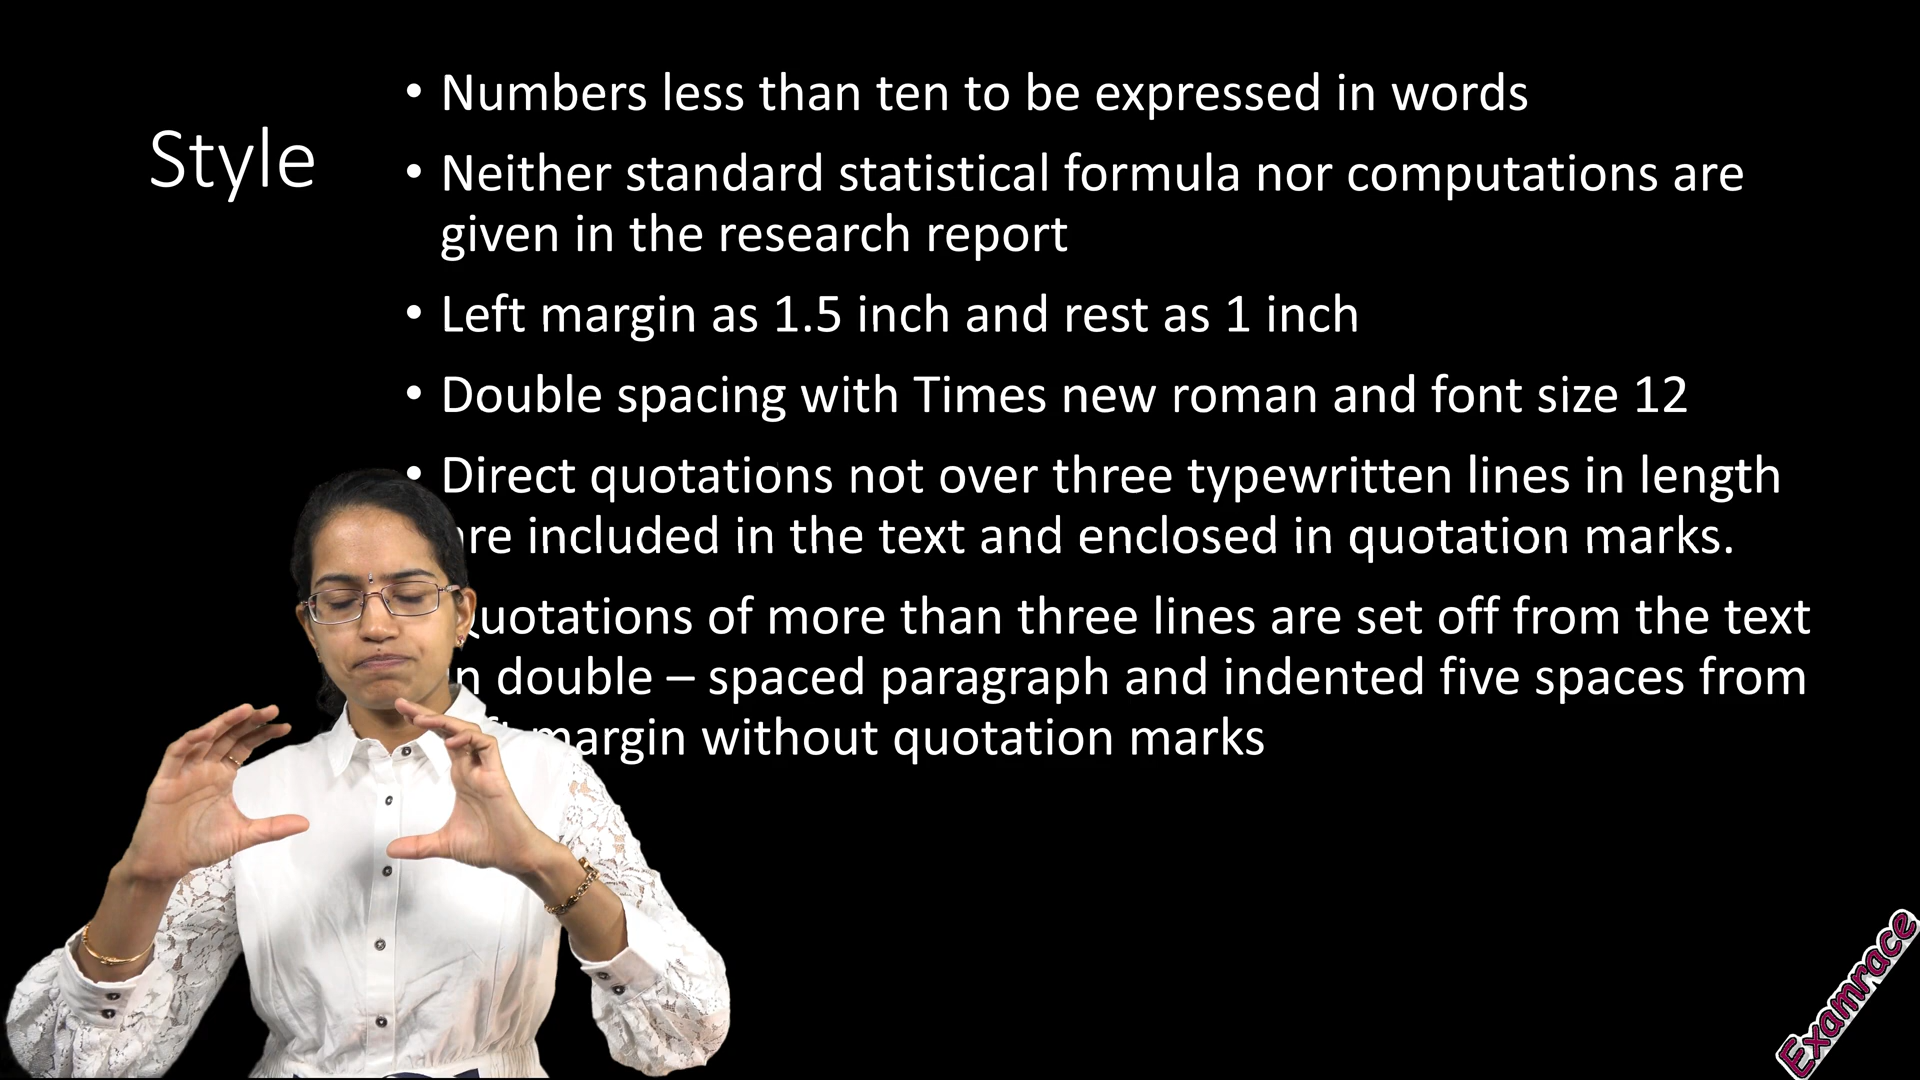 Style
• Numbers less than ten to be expressed in words
• Neither standard statistical formula nor computations are
given in the research report
• Left margin as 1.5 inch and rest as 1 inch
• Double spacing with Times new roman and font size 12
• Direct quotations not over three typewritten lines in length
are included in the text and enclosed in quotation marks.
Quotations of more than three lines are set off from the text
in double – spaced paragraph and indented five spaces from
margin without quotation marks
Examrace